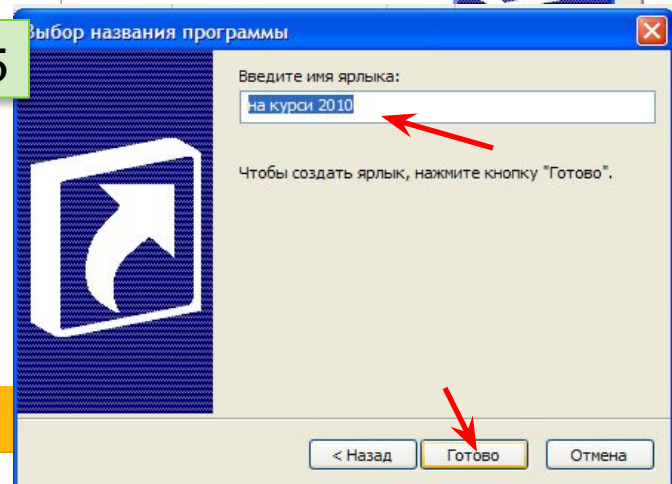 Выбор названия программы
5
Введите имя ярлыка:
на курси 2010
Чтобы создать ярлык, нажмите кнопку "Готово".
< Назад
Готово
Отмена